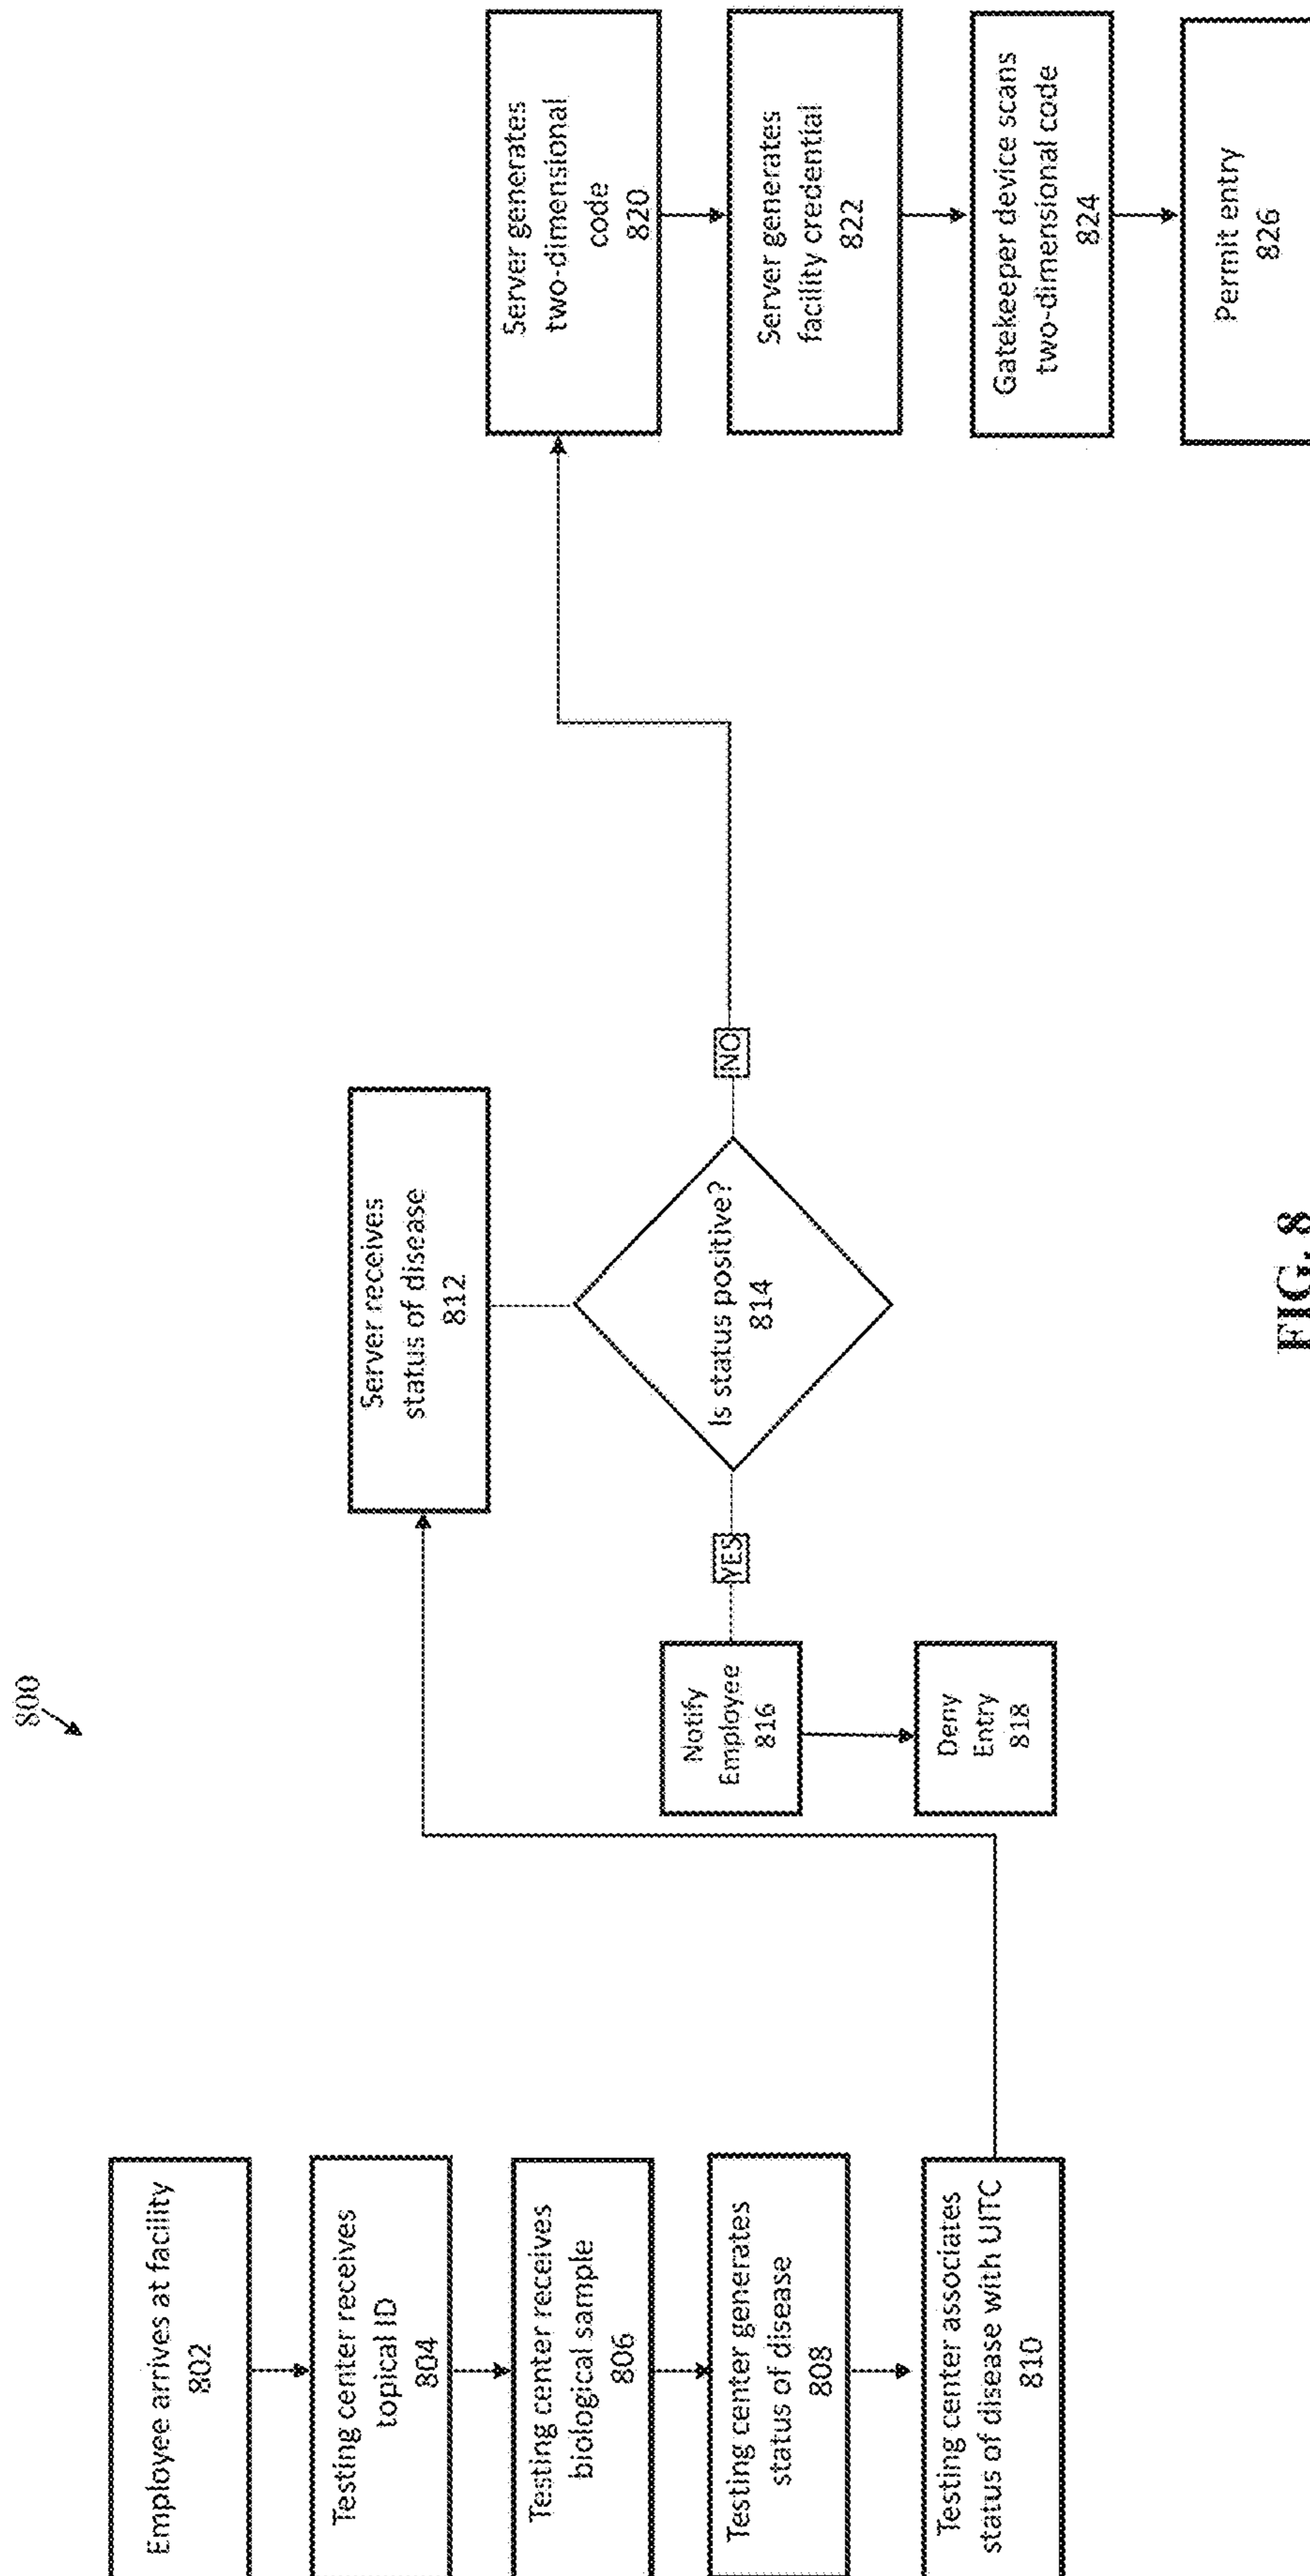 800
Employee arrives at facility
802
Testing center receives
topical ID
804
Testing center receives
biological sample
806
Testing center generates
status of disease
808
Testing center associates
status of disease with UITC
810
Server receives
status of disease
812
Is status positive?
814
YES
NO
Notify
Employee
816
Deny
Entry
818
Server generates
two-dimensional
code
820
Server generates
facility credential
822
Gatekeeper device scans
two-dimensional code
824
Permit entry
826
FIG. 8